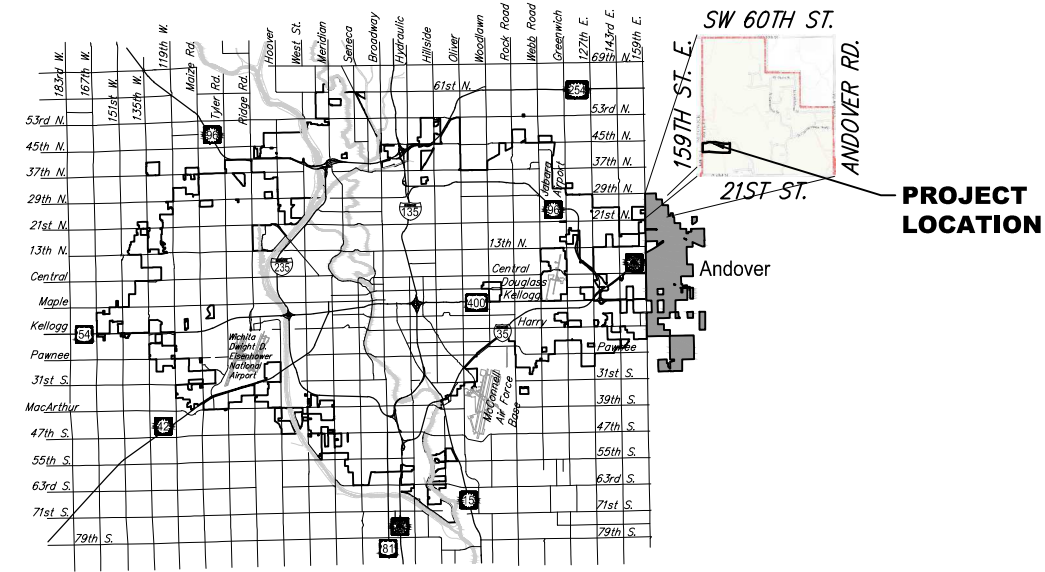 183rd W.
167th W.
151st W.
135th W.
119th W.
Maize Rd.
Tyler Rd.
Ridge Rd.
Hoover
West St.
Meridian
Seneca
Broadway
Hydraulic
Hillside
Oliver
Woodlawn
Rock Road
Webb Road
Greenwich
127th E.
143rd E.
159th E.
69th N.
61st N.
254
53rd N.
45th N.
37th N.
29th N.
21st N.
13th N.
Central
Maple
Kellogg
Pawnee
31st S.
MacArthur
47th S.
55th S.
63rd S.
71st S.
79th S.
53rd N.
45th N.
37th N.
29th N.
21st N.
96
96
Jabara
Airport
135
235
13th N.
Central
Douglass
Kellogg
400
54
35
Harry
Pawnee
31st S.
39th S.
47th S.
55th S.
63rd S.
71st S.
79th S.
Wichita
Dwight D.
Eisenhower
National
Airport
McConnell
Air Force
Base
42
15
81
Andover
SW 60TH ST.
159TH ST. E.
ANDOVER RD.
21ST ST.
PROJECT
LOCATION